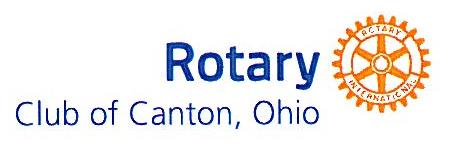 Rotary
Club of Canton, Ohio
ROTARY
INTERNATIONAL